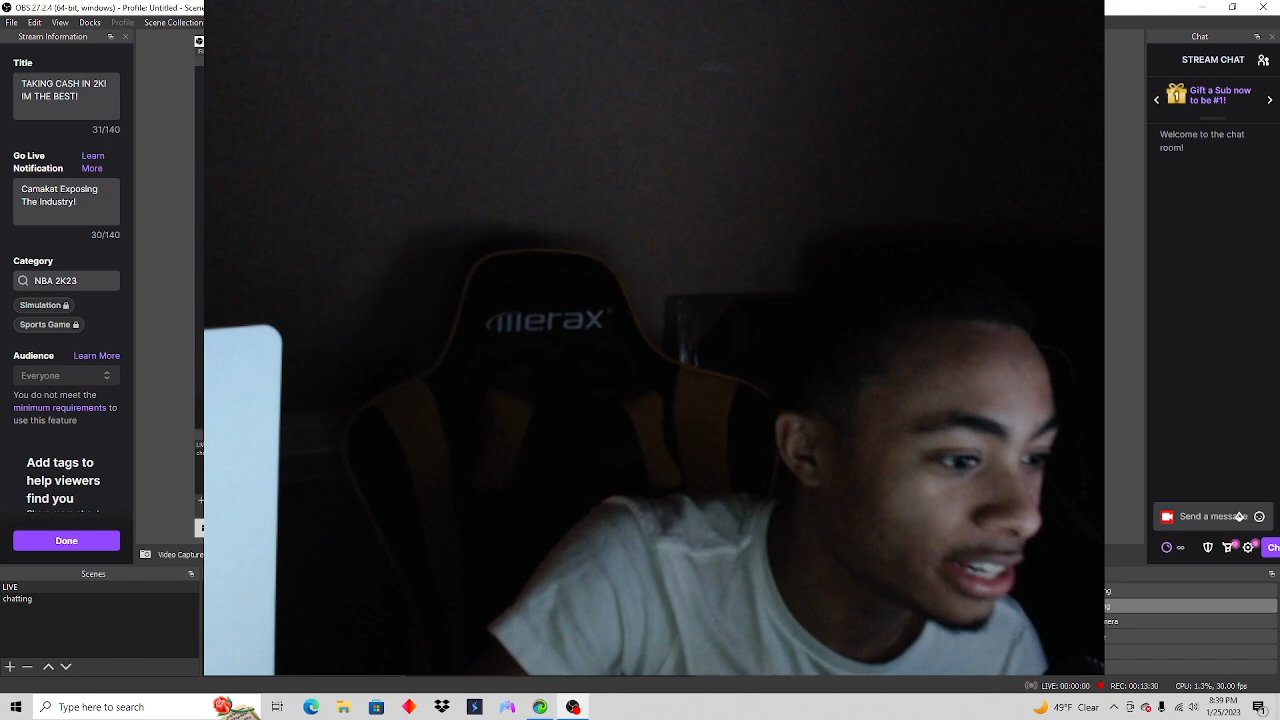 OBS 27.2.4 (64-bit, windows) - Profile: Untitled - Scen
File Edit View Docks Profile Scene Collection
Stream Information
Title
TAKING CASH IN 2K!
IM THE BEST!
31/140
Go Live
Notification
Learn
More
Camakat Exposing
The Industry!
30/140
Category
NBA 2K23
Simulation
Sports Game
Audience
Learn More
Everyone
You do not meet the
minimum requirements to
use this feature
Add tags to
help viewers
find you
Done
Video Capture
Scenes
LIVE
chatting
merax
Chat
STREAM CHAT
1
Gift a Sub now
to be #1!
Welcome to the chat
room!
Send a message
Ch
LIVE: 00:00:00
REC: 00:13:30
CPU: 1.3%, 30.00 fps
Type here to search
49°F Clear
8:39 PM
1/25/2023